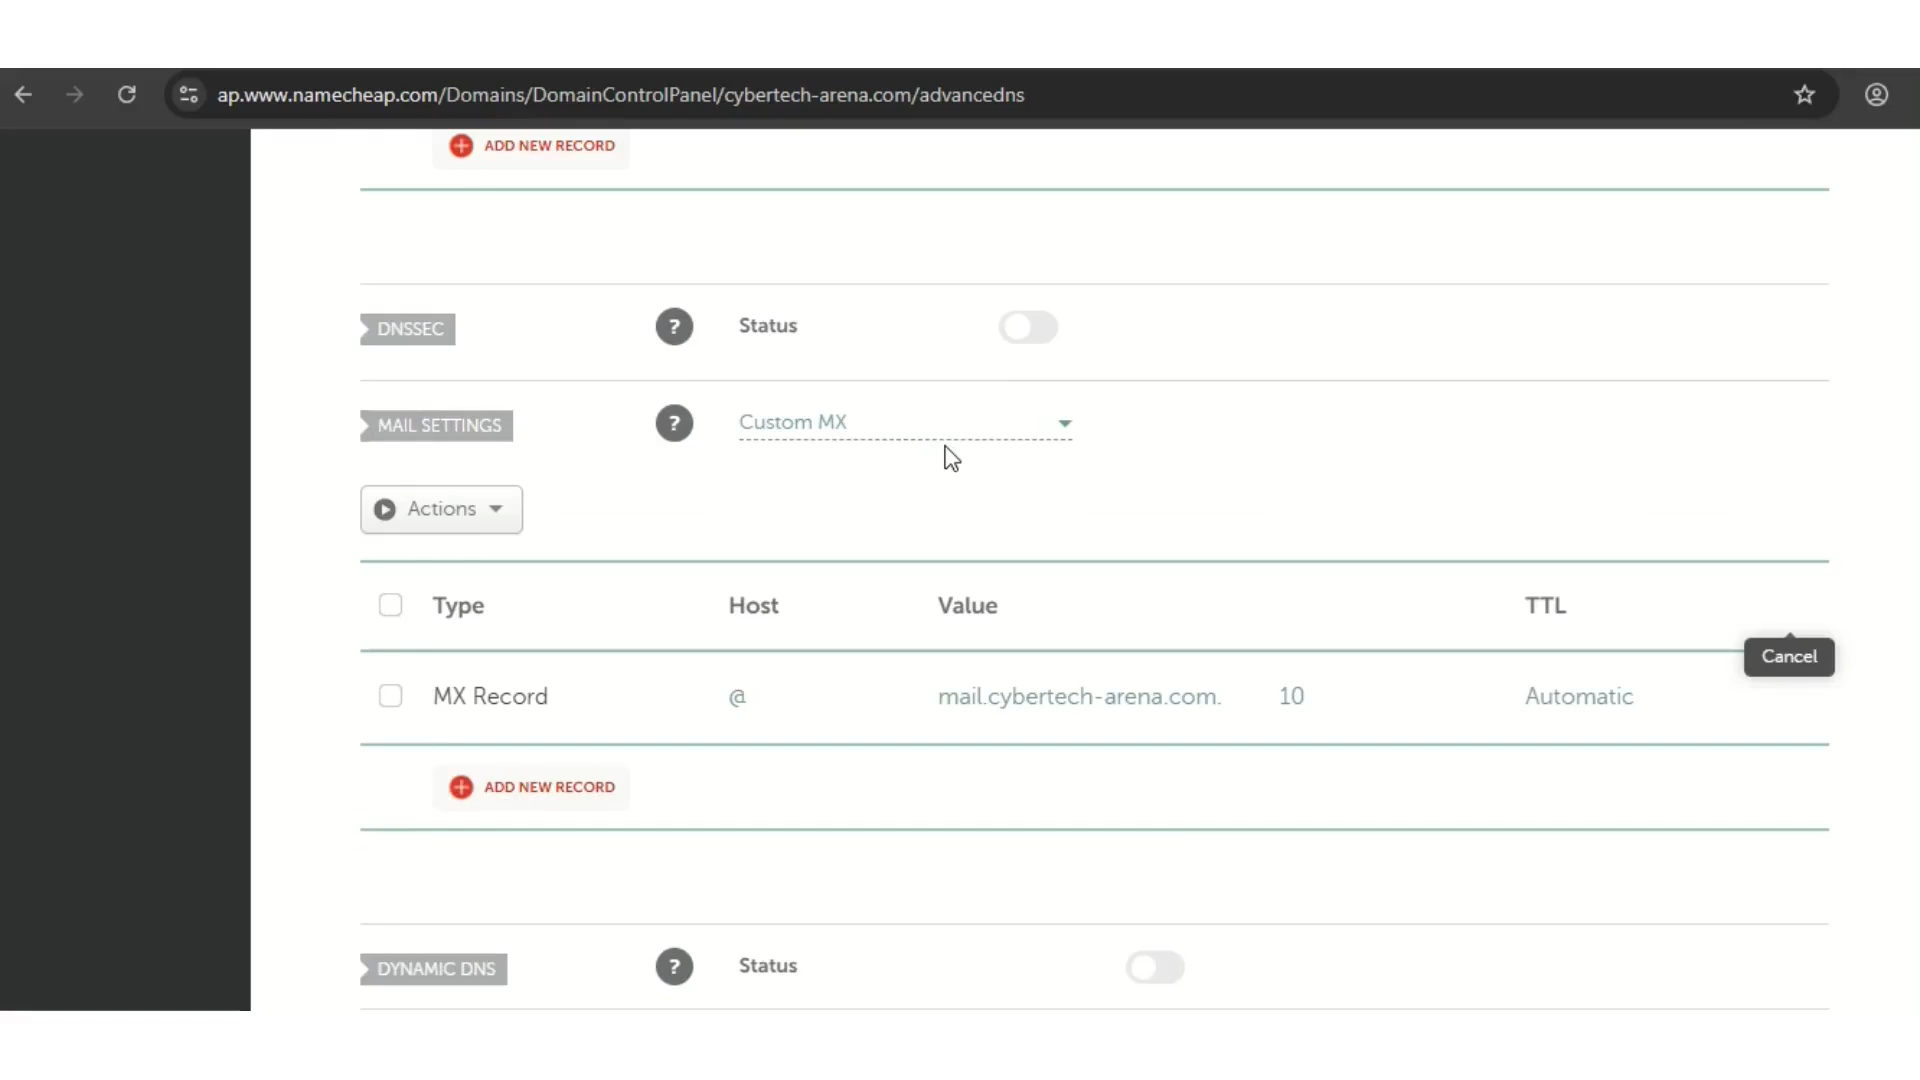 ap.www.namecheap.com/Domains/DomainControlPanel/cybertech-arena.com/advancedns
ADD NEW RECORD
DNSSEC ? Status
MAIL SETTINGS ? Custom MX
Actions
Type Host Value TTL
Cancel
MX Record @ mail.cybertech-arena.com. 10 Automatic
ADD NEW RECORD
DYNAMIC DNS ? Status